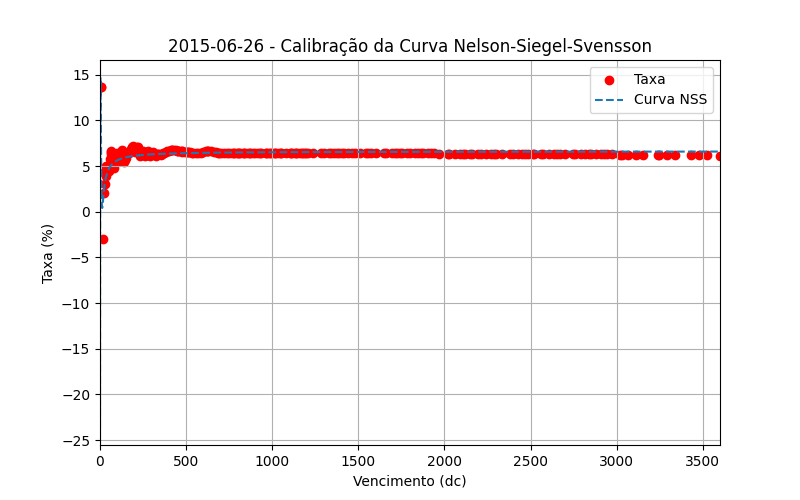 2015-06-26 - Calibração da Curva Nelson-Siegel-Svensson
Taxa
Curva NSS
Taxa (%)
15
10
5
0
−5
−10
−15
−20
−25
0 500 1000 1500 2000 2500 3000 3500
Vencimento (dc)